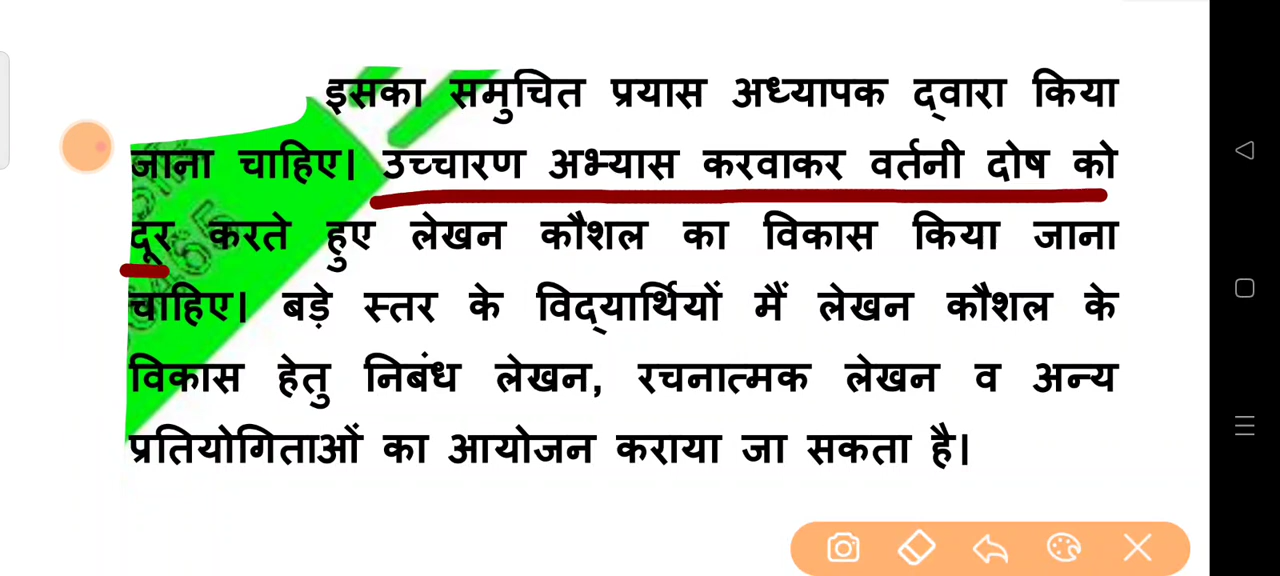 इसका समुचित प्रयास अध्यापक द्वारा किया
जाना चाहिए। उच्चारण अभ्यास करवाकर वर्तनी दोष को
दूर करते हुए लेखन कौशल का विकास किया जाना
चाहिए। बड़े स्तर के विद्यार्थियों मैं लेखन कौशल के
विकास हेतु निबंध लेखन, रचनात्मक लेखन व अन्य
प्रतियोगिताओं का आयोजन कराया जा सकता है।